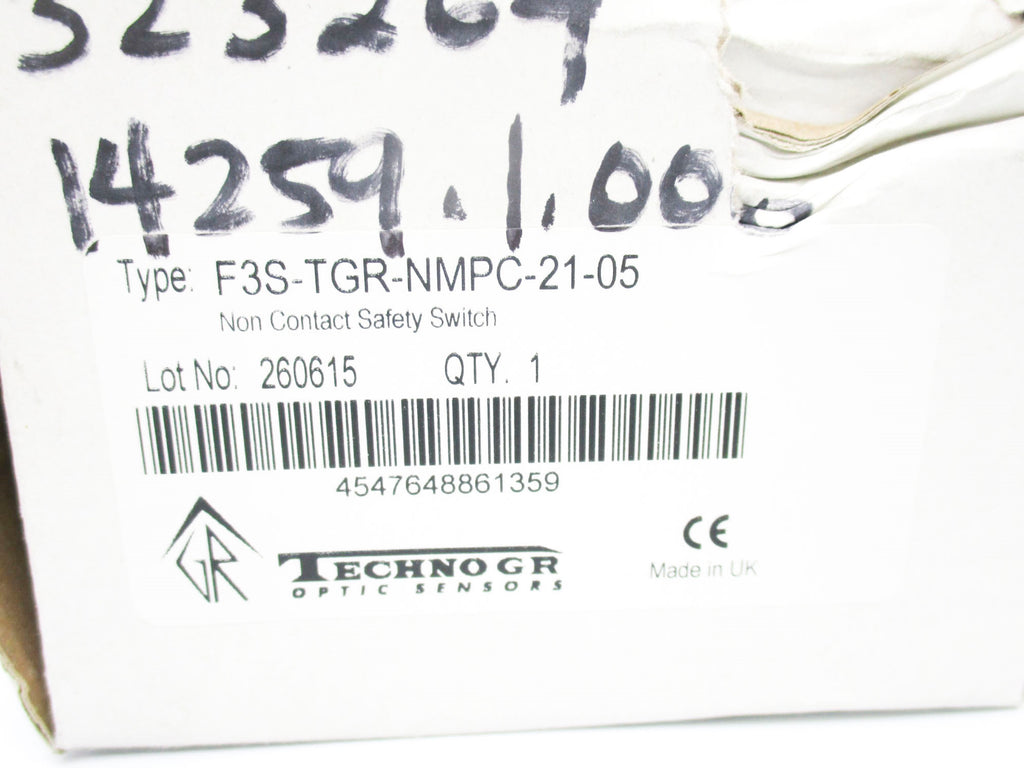 323264
14259.1.00
Type: F3S-TGR-NMPC-21-05
Non Contact Safety Switch
Lot No: 260615 QTY. 1
4547648861359
GR
TECHNO GR
OPTIC SENSORS
CE
Made in UK